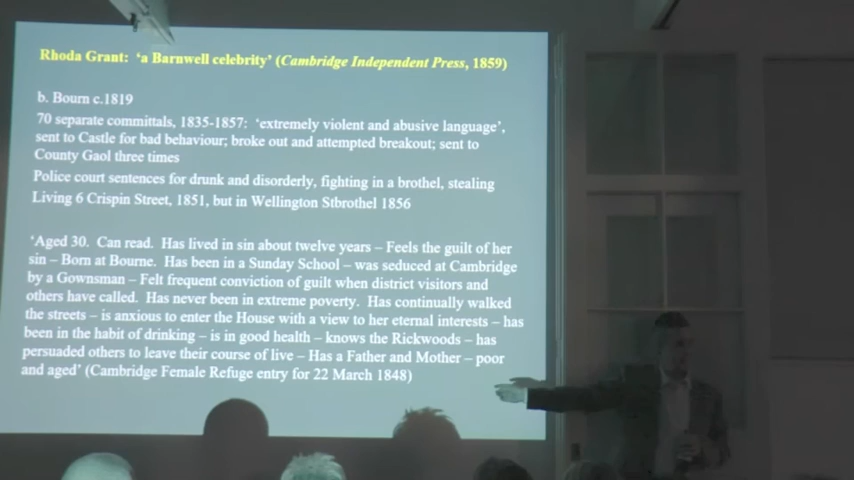 Rhoda Grant: ‘a Barnwell celebrity’ (Cambridge Independent Press, 1859)
b. Bourn c.1819
70 separate committals, 1835-1857: ‘extremely violent and abusive language’,
sent to Castle for bad behaviour; broke out and attempted breakout; sent to
County Gaol three times
Police court sentences for drunk and disorderly, fighting in a brothel, stealing
Living 6 Crispin Street, 1851, but in Wellington Stbrothel 1856
‘Aged 30. Can read. Has lived in sin about twelve years – Feels the guilt of her
sin – Born at Bourne. Has been in a Sunday School – was seduced at Cambridge
by a Gownsman – Felt frequent conviction of guilt when district visitors and
others have called. Has never been in extreme poverty. Has continually walked
the streets – is anxious to enter the House with a view to her eternal interests – has
been in the habit of drinking – is in good health – knows the Rickwoods – has
persuaded others to leave their course of live – Has a Father and Mother – poor
and aged’ (Cambridge Female Refuge entry for 22 March 1848)